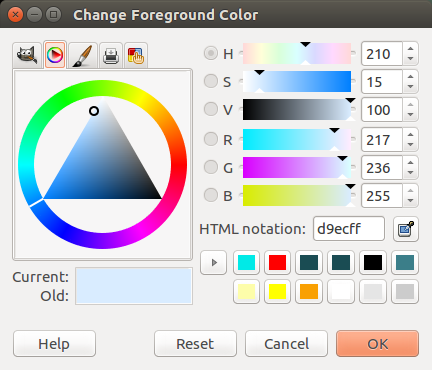 Change Foreground Color
H 210
S 15
V 100
R 217
G 236
B 255
HTML notation: d9ecff
Current:
Old:
Help Reset Cancel OK